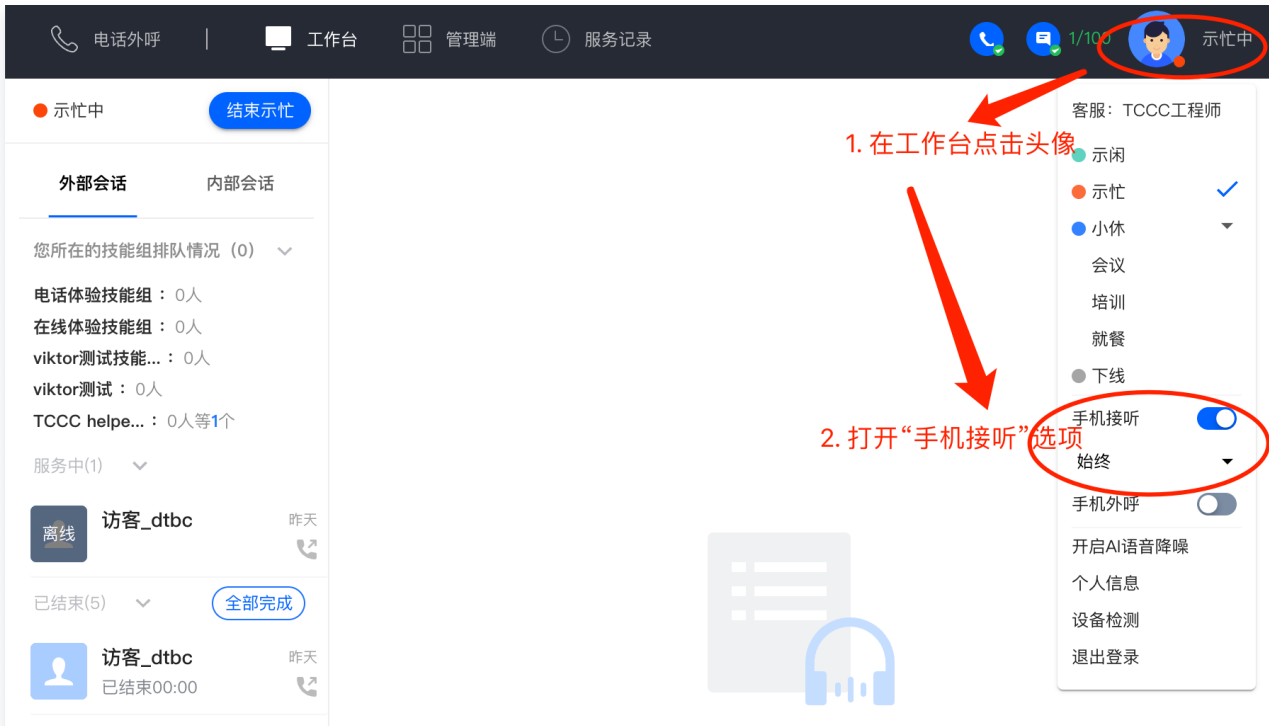 电话外呼 | 工作台 管理端 服务记录 1/100 示忙中
示忙中 结束示忙
外部会话 内部会话
您所在的技能组排队情况（0）
电话体验技能组： 0人
在线体验技能组： 0人
viktor测试技能...： 0人
viktor测试： 0人
TCCC helpe...： 0人等1个
服务中(1)
离线 访客_dtbc 昨天
已结束(5) 全部完成
访客_dtbc 昨天
已结束00:00
1. 在工作台点击头像
2. 打开“手机接听”选项
客服：TCCC工程师
示闲
示忙
小休
会议
培训
就餐
下线
手机接听
始终
手机外呼
开启AI语音降噪
个人信息
设备检测
退出登录